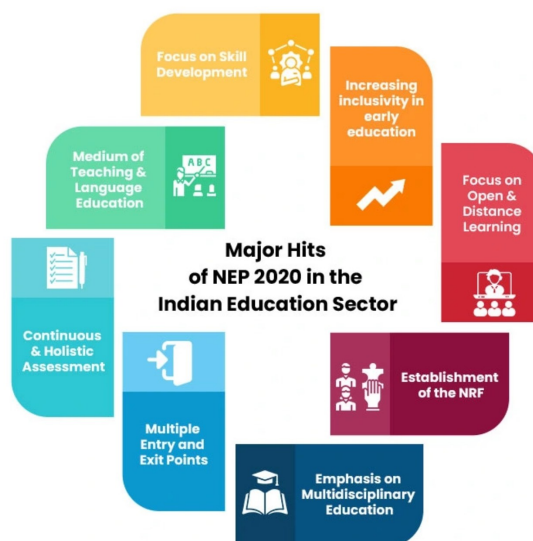 Focus on Skill
Development
Increasing
inclusivity in
early
education
Medium of
Teaching &
Language
Education
ABC
Focus on
Open &
Distance
Learning
Major Hits
of NEP 2020 in the
Indian Education Sector
Continuous
& Holistic
Assessment
Multiple
Entry and
Exit Points
Establishment
of the NRF
Emphasis on
Multidisciplinary
Education